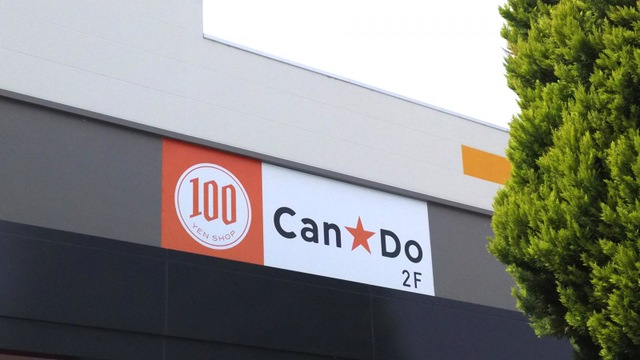 100
YEN SHOP
Can★Do
2F